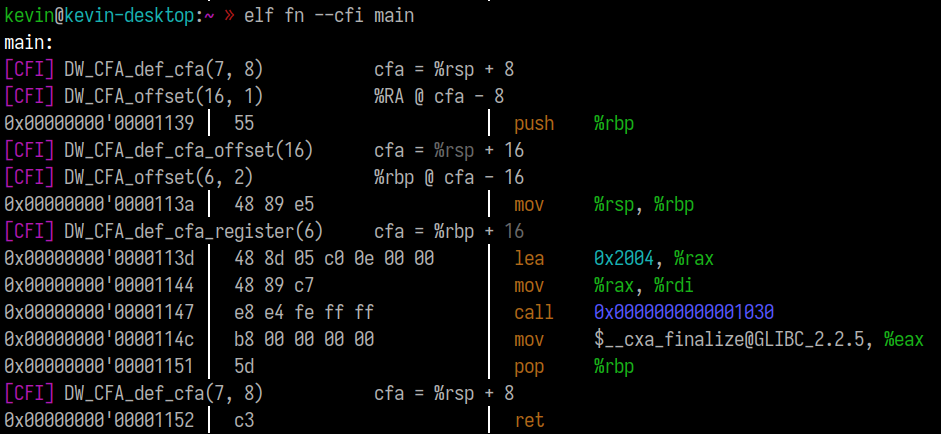 kevin@kevin-desktop:~ » elf fn --cfi main
main:
[CFI] DW_CFA_def_cfa(7, 8) cfa = %rsp + 8
[CFI] DW_CFA_offset(16, 1) %RA @ cfa - 8
0x00000000'00001139 | 55 | push %rbp
[CFI] DW_CFA_def_cfa_offset(16) cfa = %rsp + 16
[CFI] DW_CFA_offset(6, 2) %rbp @ cfa - 16
0x00000000'0000113a | 48 89 e5 | mov %rsp, %rbp
[CFI] DW_CFA_def_cfa_register(6) cfa = %rbp + 16
0x00000000'0000113d | 48 8d 05 c0 0e 00 00 | lea 0x2004, %rax
0x00000000'00001144 | 48 89 c7 | mov %rax, %rdi
0x00000000'00001147 | e8 e4 fe ff ff | call 0x0000000000001030
0x00000000'0000114c | b8 00 00 00 00 | mov $__cxa_finalize@GLIBC_2.2.5, %eax
0x00000000'00001151 | 5d | pop %rbp
[CFI] DW_CFA_def_cfa(7, 8) cfa = %rsp + 8
0x00000000'00001152 | c3 | ret